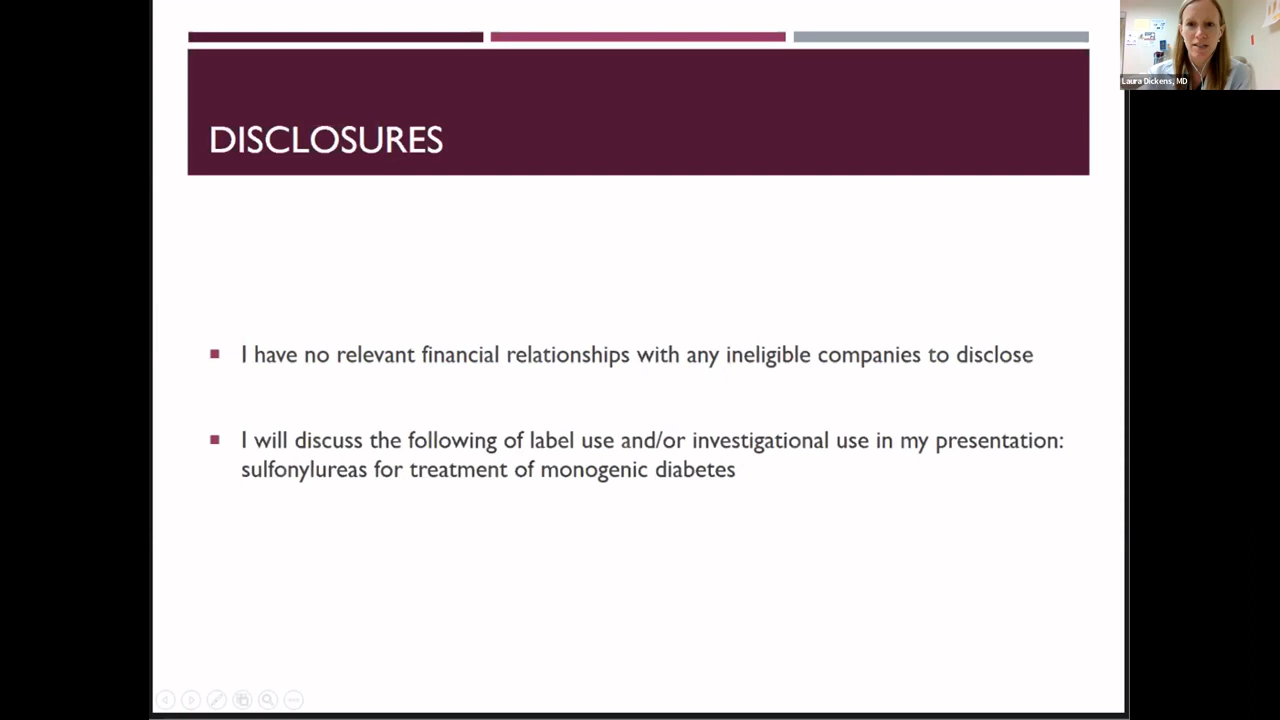 Laura Dickens, MD
DISCLOSURES
I have no relevant financial relationships with any ineligible companies to disclose
I will discuss the following of label use and/or investigational use in my presentation:
sulfonylureas for treatment of monogenic diabetes